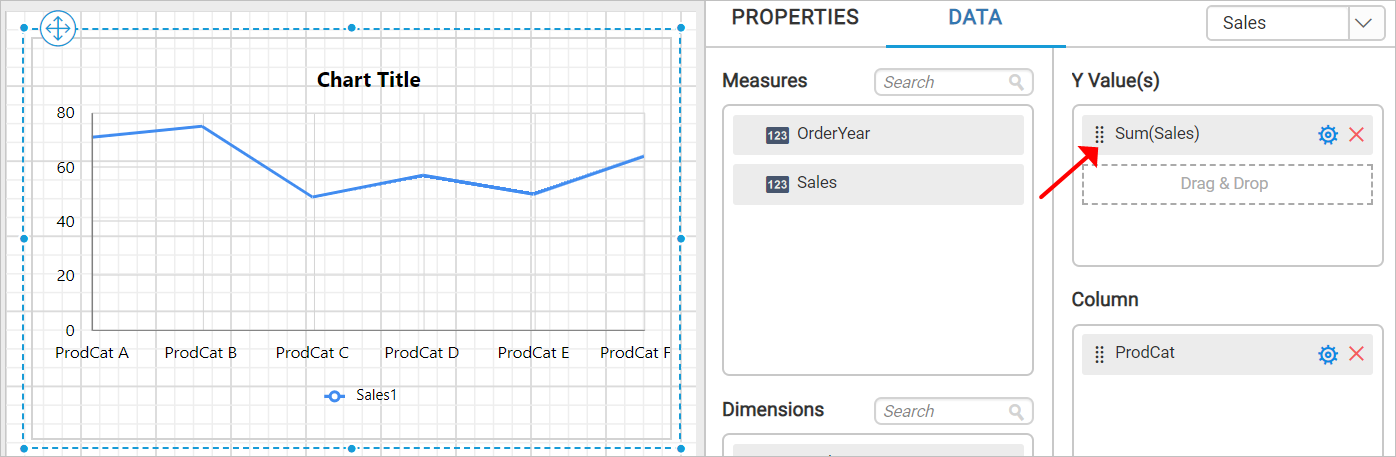 PROPERTIES
DATA
Sales
Chart Title
80
60
40
20
0
ProdCat A ProdCat B ProdCat C ProdCat D ProdCat E ProdCat F
Sales1
Measures
Search
123 OrderYear
123 Sales
Dimensions
Search
Y Value(s)
Sum(Sales)
Drag & Drop
Column
ProdCat